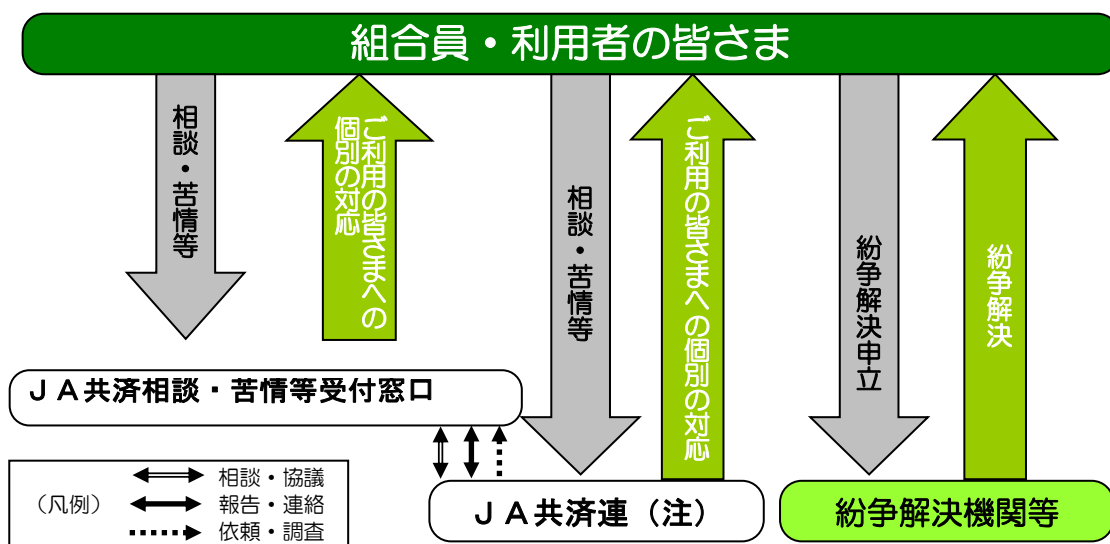 組合員・利用者の皆さま
相談・苦情等
ご利用の皆さまへの
個別の対応
相談・苦情等
ご利用の皆さまへの個別の対応
紛争解決申立
紛争解決
ＪＡ共済相談・苦情等受付窓口
（凡例）
相談・協議
報告・連絡
依頼・調査
ＪＡ共済連（注）
紛争解決機関等